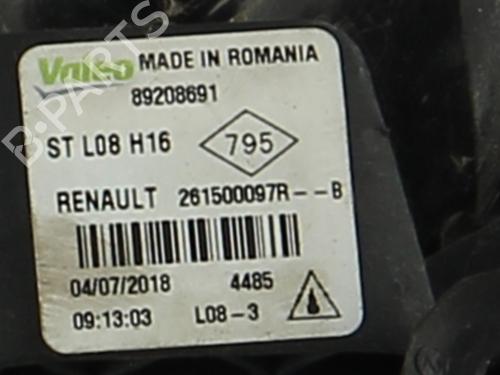 Valeo MADE IN ROMANIA
89208691
ST L08 H16 795
RENAULT 261500097R--B
04/07/2018 4485
09:13:03 L08-3
B-PARTS